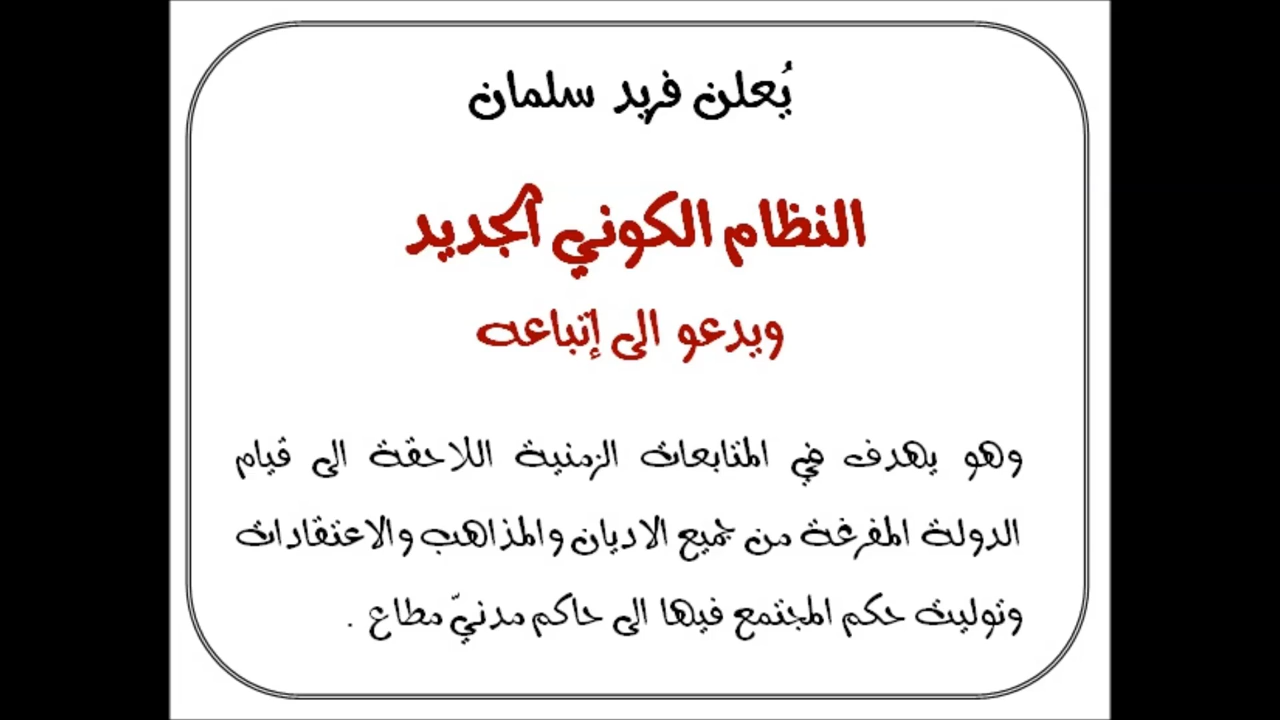 يُعلن فريد سلمان
النظام الكوني الجديد
ويدعو الى إتباعه
وهو يهدف في المتابعات الزمنية اللاحقة الى قيام
الدولة المفرغة من جميع الاديان والمذاهب والاعتقادات
وتوليت حكم المجتمع فيها الى حاكم مدنيّ مطاع .